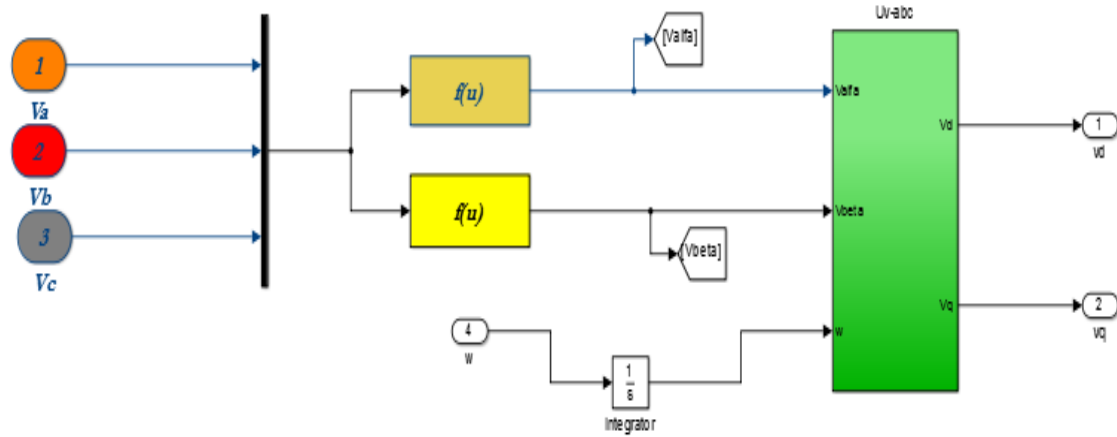 Uv-abc
[Valfa]
1
Va
f(u)
Valfa
Vd
1
vd
2
Vb
f(u)
Vbeta
[Vbeta]
3
Vc
Vq
2
vq
4
w
w
1
s
Integrator